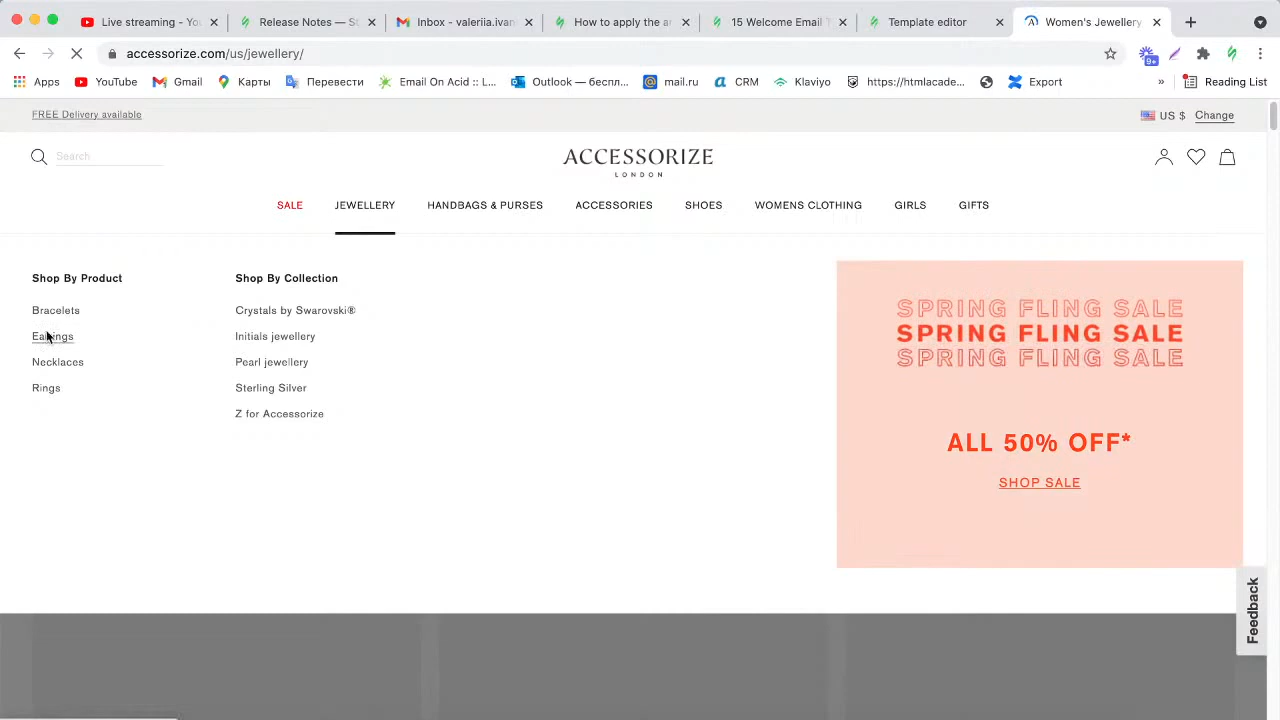 Live streaming - Yo
Release Notes — S
Inbox - valeriia.ivan
How to apply the a
15 Welcome Email
Template editor
Women's Jewellery
accessorize.com/us/jewellery/
9+
Apps
YouTube
Gmail
Карты
Перевести
Email On Acid :: L...
Outlook — беспл...
mail.ru
CRM
Klaviyo
https://htmlacade...
Export
»
Reading List
FREE Delivery available
US $
Change
Search
ACCESSORIZE
LONDON
SALE
JEWELLERY
HANDBAGS & PURSES
ACCESSORIES
SHOES
WOMENS CLOTHING
GIRLS
GIFTS
Shop By Product
Bracelets
Earrings
Necklaces
Rings
Shop By Collection
Crystals by Swarovski®
Initials jewellery
Pearl jewellery
Sterling Silver
Z for Accessorize
SPRING FLING SALE
SPRING FLING SALE
SPRING FLING SALE
ALL 50% OFF*
SHOP SALE
Feedback